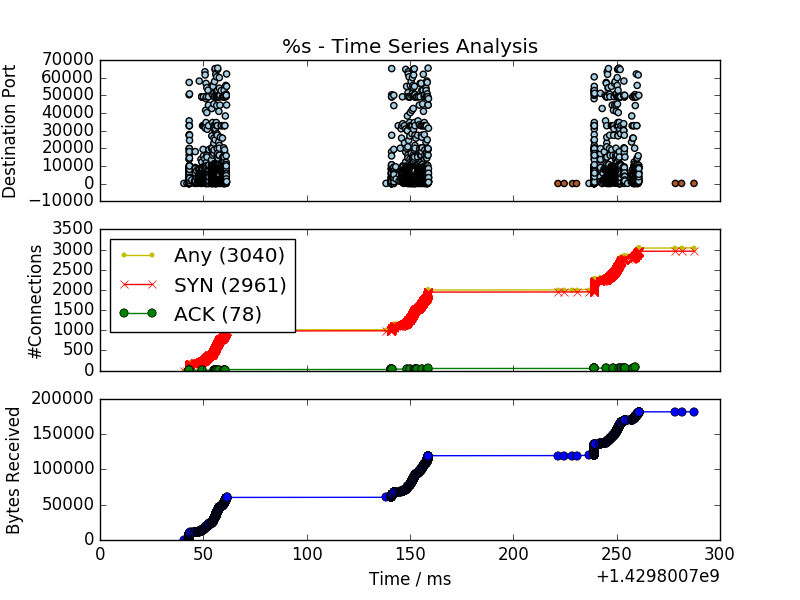 %s - Time Series Analysis
Destination Port
70000
60000
50000
40000
30000
20000
10000
0
−10000
#Connections
3500
3000
2500
2000
1500
1000
500
0
Any (3040)
SYN (2961)
ACK (78)
Bytes Received
200000
150000
100000
50000
0
0 50 100 150 200 250 300
Time / ms
+1.4298007e9